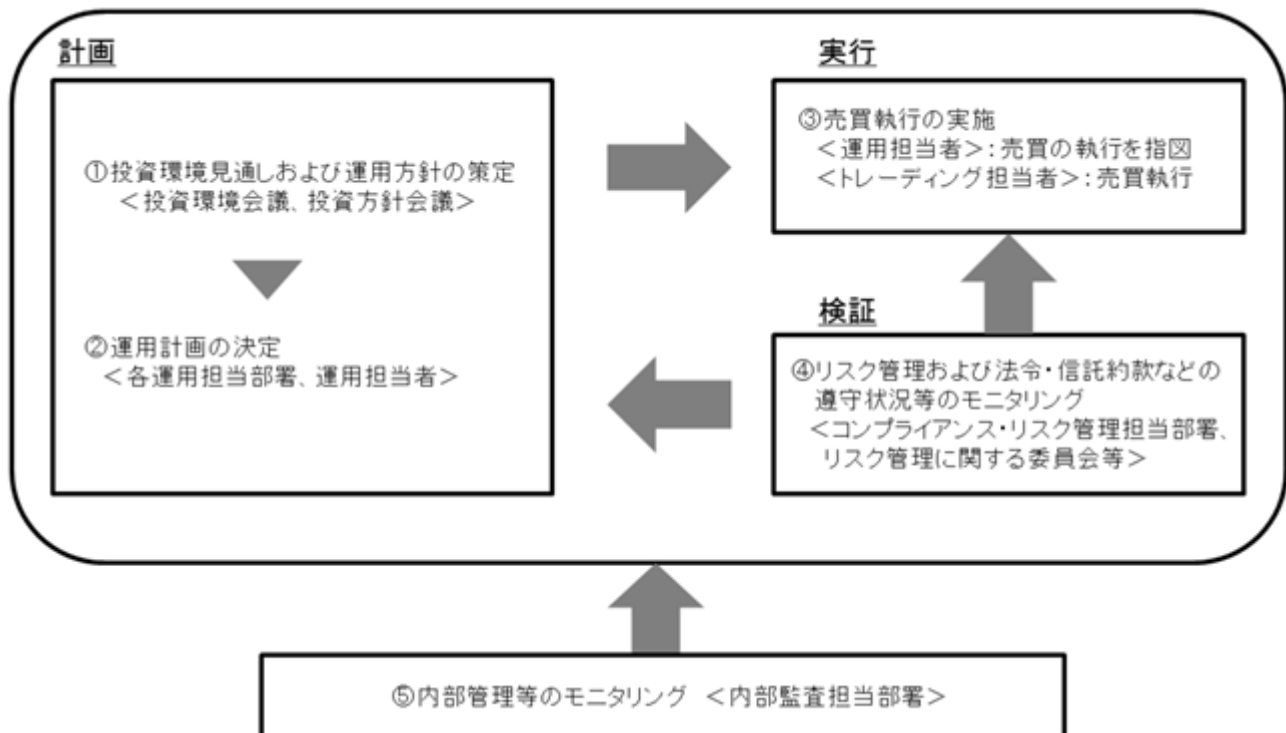 計画
①投資環境見通しおよび運用方針の策定
＜投資環境会議、投資方針会議＞
②運用計画の決定
＜各運用担当部署、運用担当者＞
実行
③売買執行の実施
＜運用担当者＞：売買の執行を指図
＜トレーディング担当者＞：売買執行
検証
④リスク管理および法令・信託約款などの
遵守状況等のモニタリング
＜コンプライアンス・リスク管理担当部署、
リスク管理に関する委員会等＞
⑤内部管理等のモニタリング ＜内部監査担当部署＞